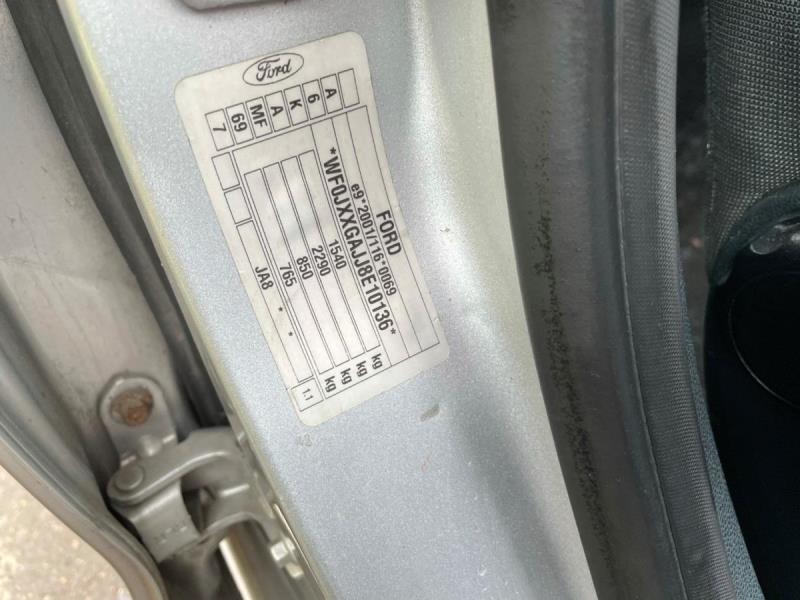 Ford
FORD
e9*2001/116*0069
*WF0JXXGAJJ8E10136*
1540 kg
2290 kg
850 kg
765 kg
JA8 * * 1.1
7 69 MF A K 6 A